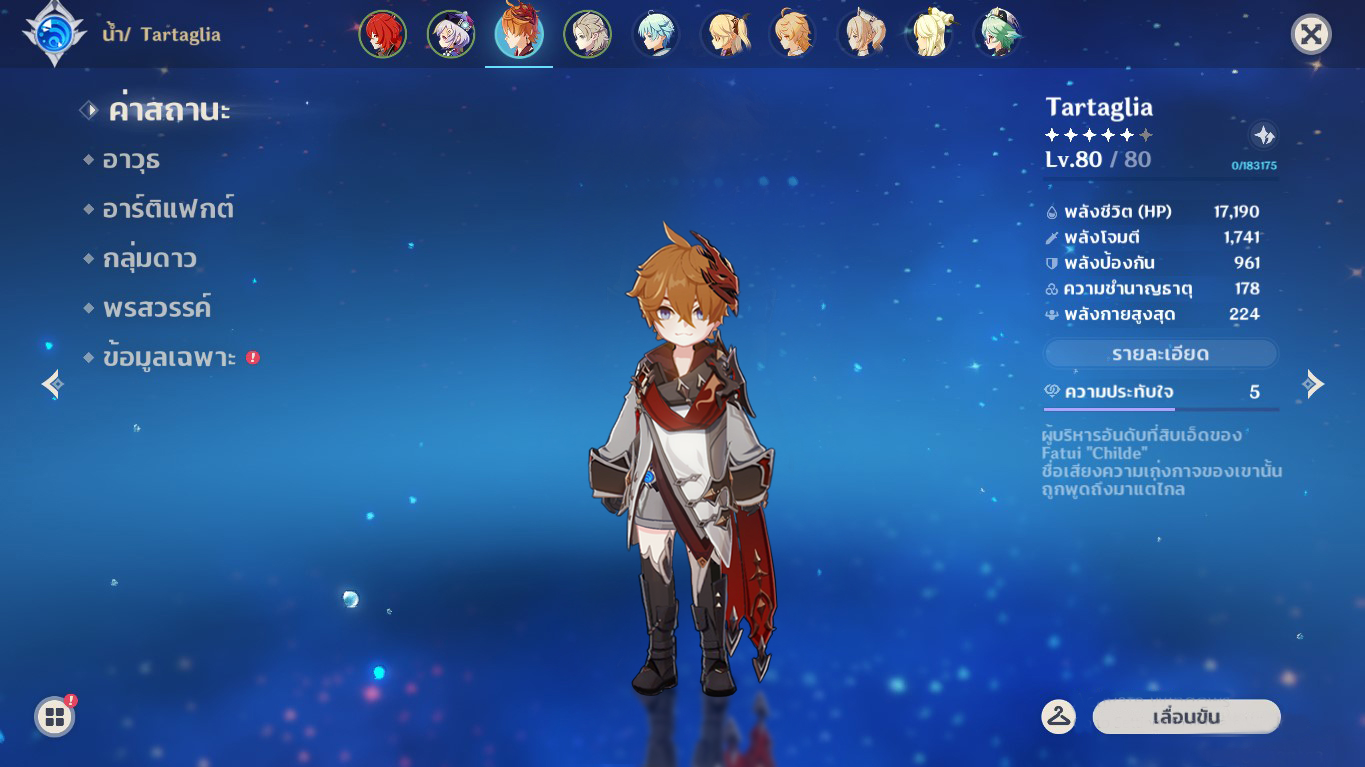 น้ำ/ Tartaglia
ค่าสถานะ
อาวุธ
อาร์ติแฟกต์
กลุ่มดาว
พรสวรรค์
ข้อมูลเฉพาะ
Tartaglia
Lv.80 / 80
0/183175
พลังชีวิต (HP) 17,190
พลังโจมตี 1,741
พลังป้องกัน 961
ความชำนาญธาตุ 178
พลังกายสูงสุด 224
รายละเอียด
ความประทับใจ 5
ผู้บริหารอันดับที่สิบเอ็ดของ
Fatui "Childe"
ชื่อเสียงความเก่งกาจของเขานั้น
ถูกพูดถึงมาแต่ไกล
เลื่อนขั้น